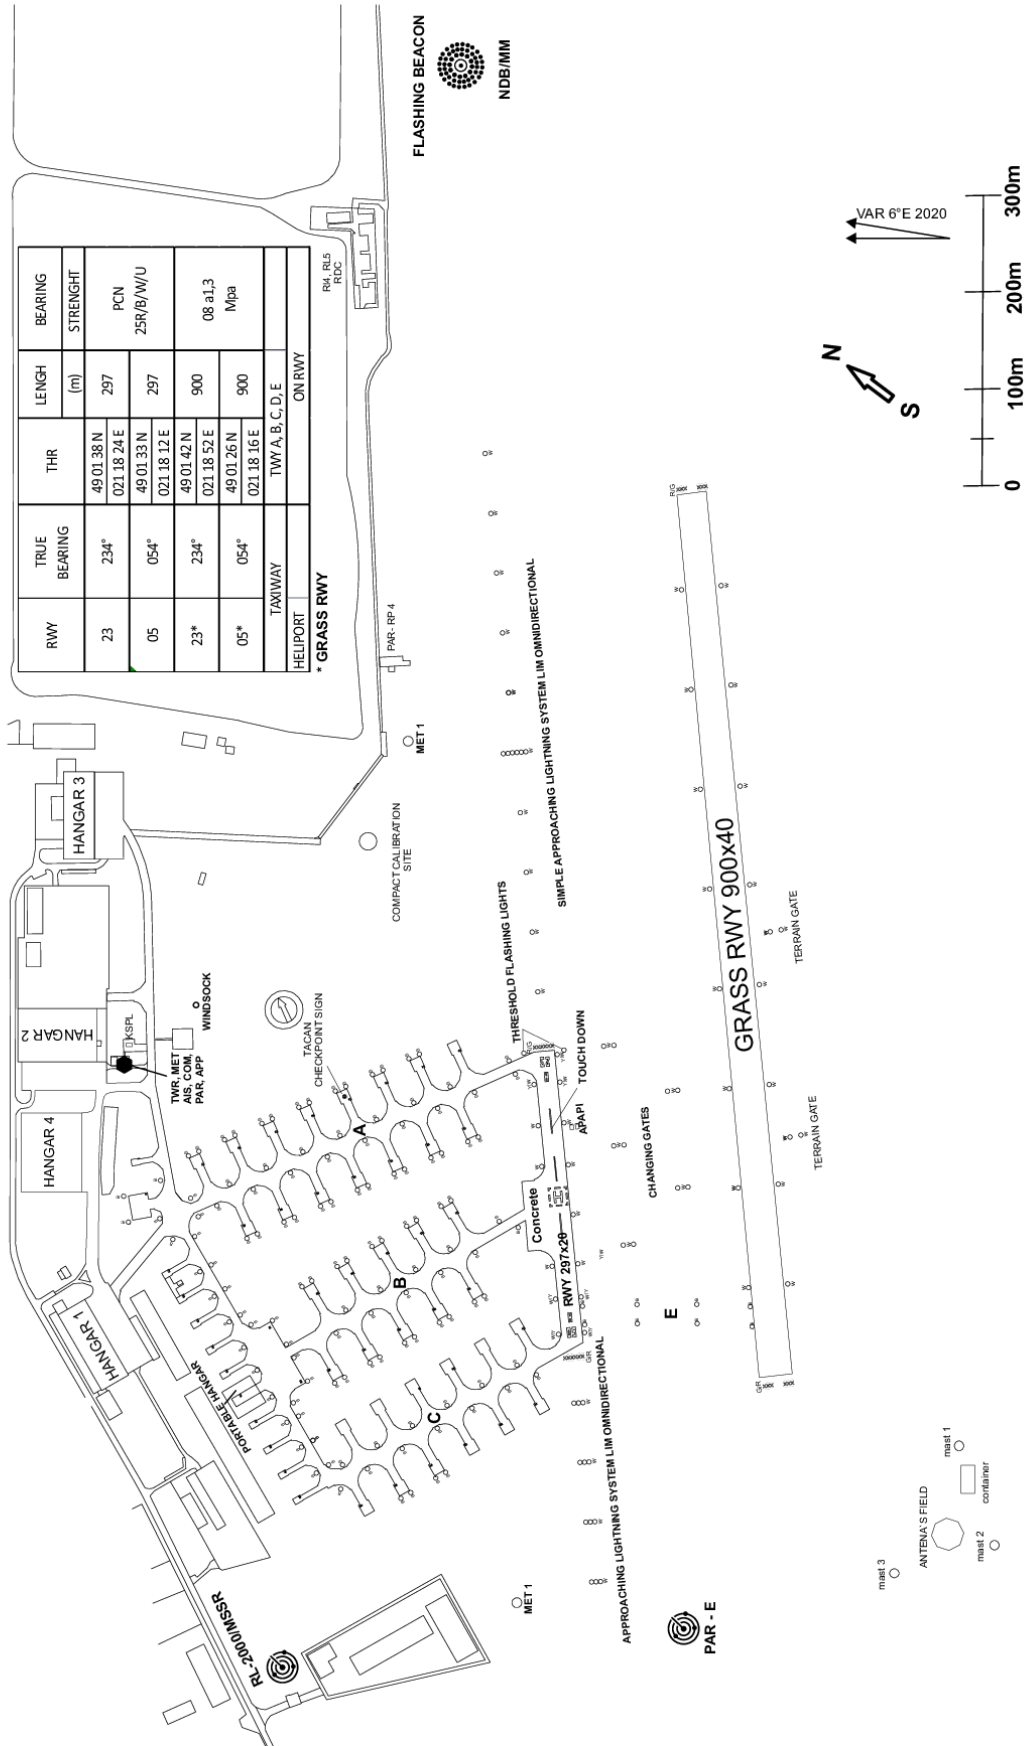 FLASHING BEACON
NDB/MM
RWY
TRUE
BEARING
THR
LENGH
(m)
BEARING
STRENGHT
23
234°
49 01 38 N
021 18 24 E
297
PCN
25R/B/W/U
05
054°
49 01 33 N
021 18 12 E
297
23*
234°
49 01 42 N
021 18 52 E
900
08 a1,3
Mpa
05*
054°
49 01 26 N
021 18 16 E
900
TAXIWAY
TWY A, B, C, D, E
HELIPORT
ON RWY
* GRASS RWY
RI4, RL5
RDC
PAR- RP 4
MET 1
COMPACT CALIBRATION
SITE
HANGAR 3
HANGAR 2
KSPL
WINDSOCK
TWR, MET
AIS, COM,
PAR, APP
HANGAR 4
HANGAR 1
PORTABLE HANGAR
TACAN
CHECKPOINT SIGN
A
B
C
E
THRESHOLD FLASHING LIGHTS
SIMPLE APPROACHING LIGHTNING SYSTEM LIM OMNIDIRECTIONAL
TOUCH DOWN
APAPI
Concrete
RWY 297x20
CHANGING GATES
GRASS RWY 900x40
TERRAIN GATE
TERRAIN GATE
APPROACHING LIGHTNING SYSTEM LIM OMNIDIRECTIONAL
RL-2000/MSSR
MET 1
PAR - E
ANTENA'S FIELD
mast 1
container
mast 2
mast 3
VAR 6°E 2020
N
S
0
100m
200m
300m